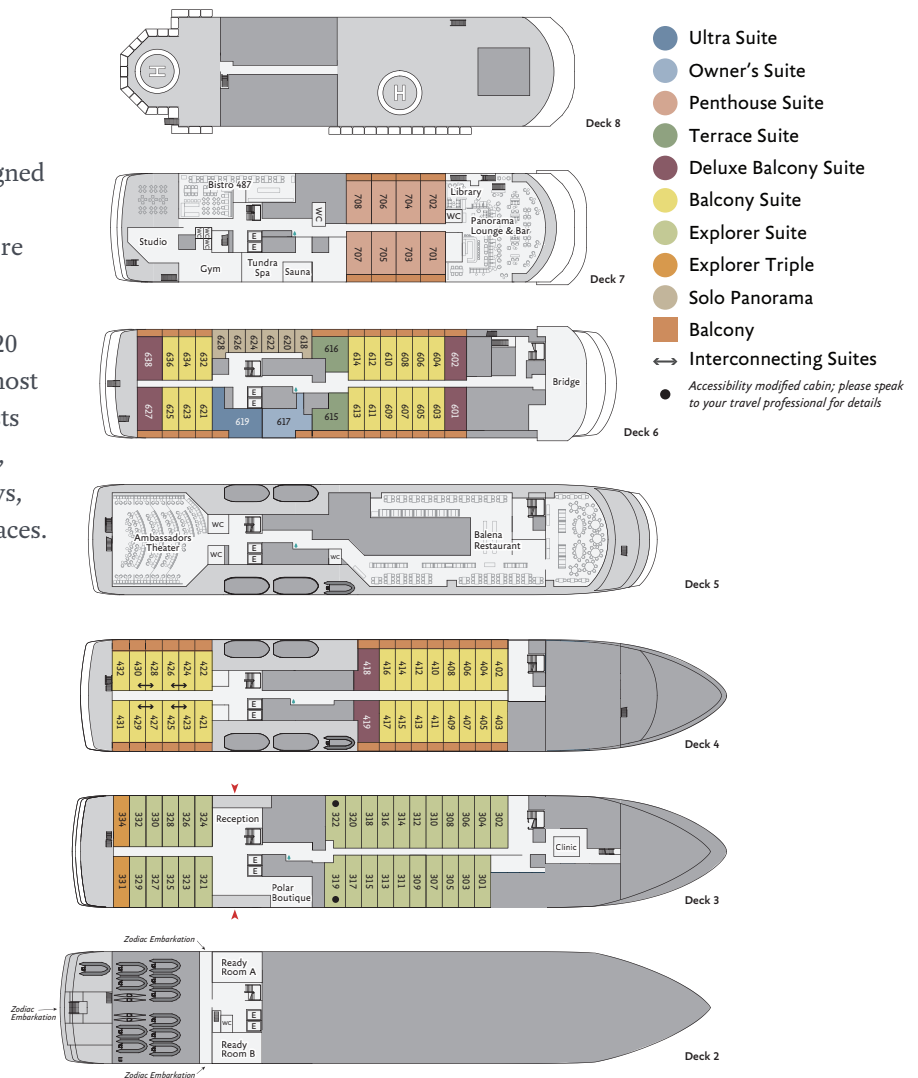 gned
re
20
nost
sts
,
ws,
aces.
Ultra Suite
Owner's Suite
Penthouse Suite
Terrace Suite
Deluxe Balcony Suite
Balcony Suite
Explorer Suite
Explorer Triple
Solo Panorama
Balcony
Interconnecting Suites
Accessibility modified cabin; please speak
to your travel professional for details
H
H
Deck 8
Bistro 487
WC
708
706
704
702
Library
WC
Panorama
Lounge & Bar
Studio
WC
WC
WC
E
E
Gym
Tundra
Spa
Sauna
707
705
703
701
Deck 7
638
636
634
632
628
626
624
622
620
618
616
614
612
610
608
606
604
602
Bridge
E
E
627
625
623
621
619
617
615
613
611
609
607
605
603
601
Deck 6
Ambassadors
Theater
WC
WC
E
E
WC
Balena
Restaurant
Deck 5
432
430
428
426
424
422
418
416
414
412
410
408
406
404
402
E
E
431
429
427
425
423
421
419
417
415
413
411
409
407
405
403
Deck 4
334
332
330
328
326
324
Reception
322
320
318
316
314
312
310
308
306
304
302
Clinic
E
E
331
329
327
325
323
321
Polar
Boutique
319
317
315
313
311
309
307
305
303
301
Deck 3
Zodiac Embarkation
Ready
Room A
Zodiac
Embarkation
E
E
WC
Ready
Room B
Deck 2
Zodiac Embarkation